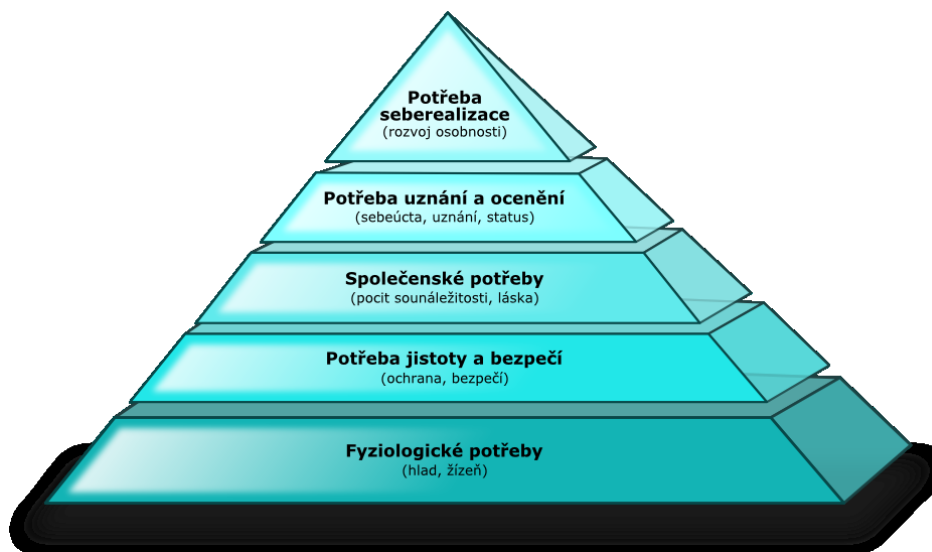 Potřeba
seberealizace
(rozvoj osobnosti)
Potřeba uznání a ocenění
(sebeúcta, uznání, status)
Společenské potřeby
(pocit sounáležitosti, láska)
Potřeba jistoty a bezpečí
(ochrana, bezpečí)
Fyziologické potřeby
(hlad, žízeň)